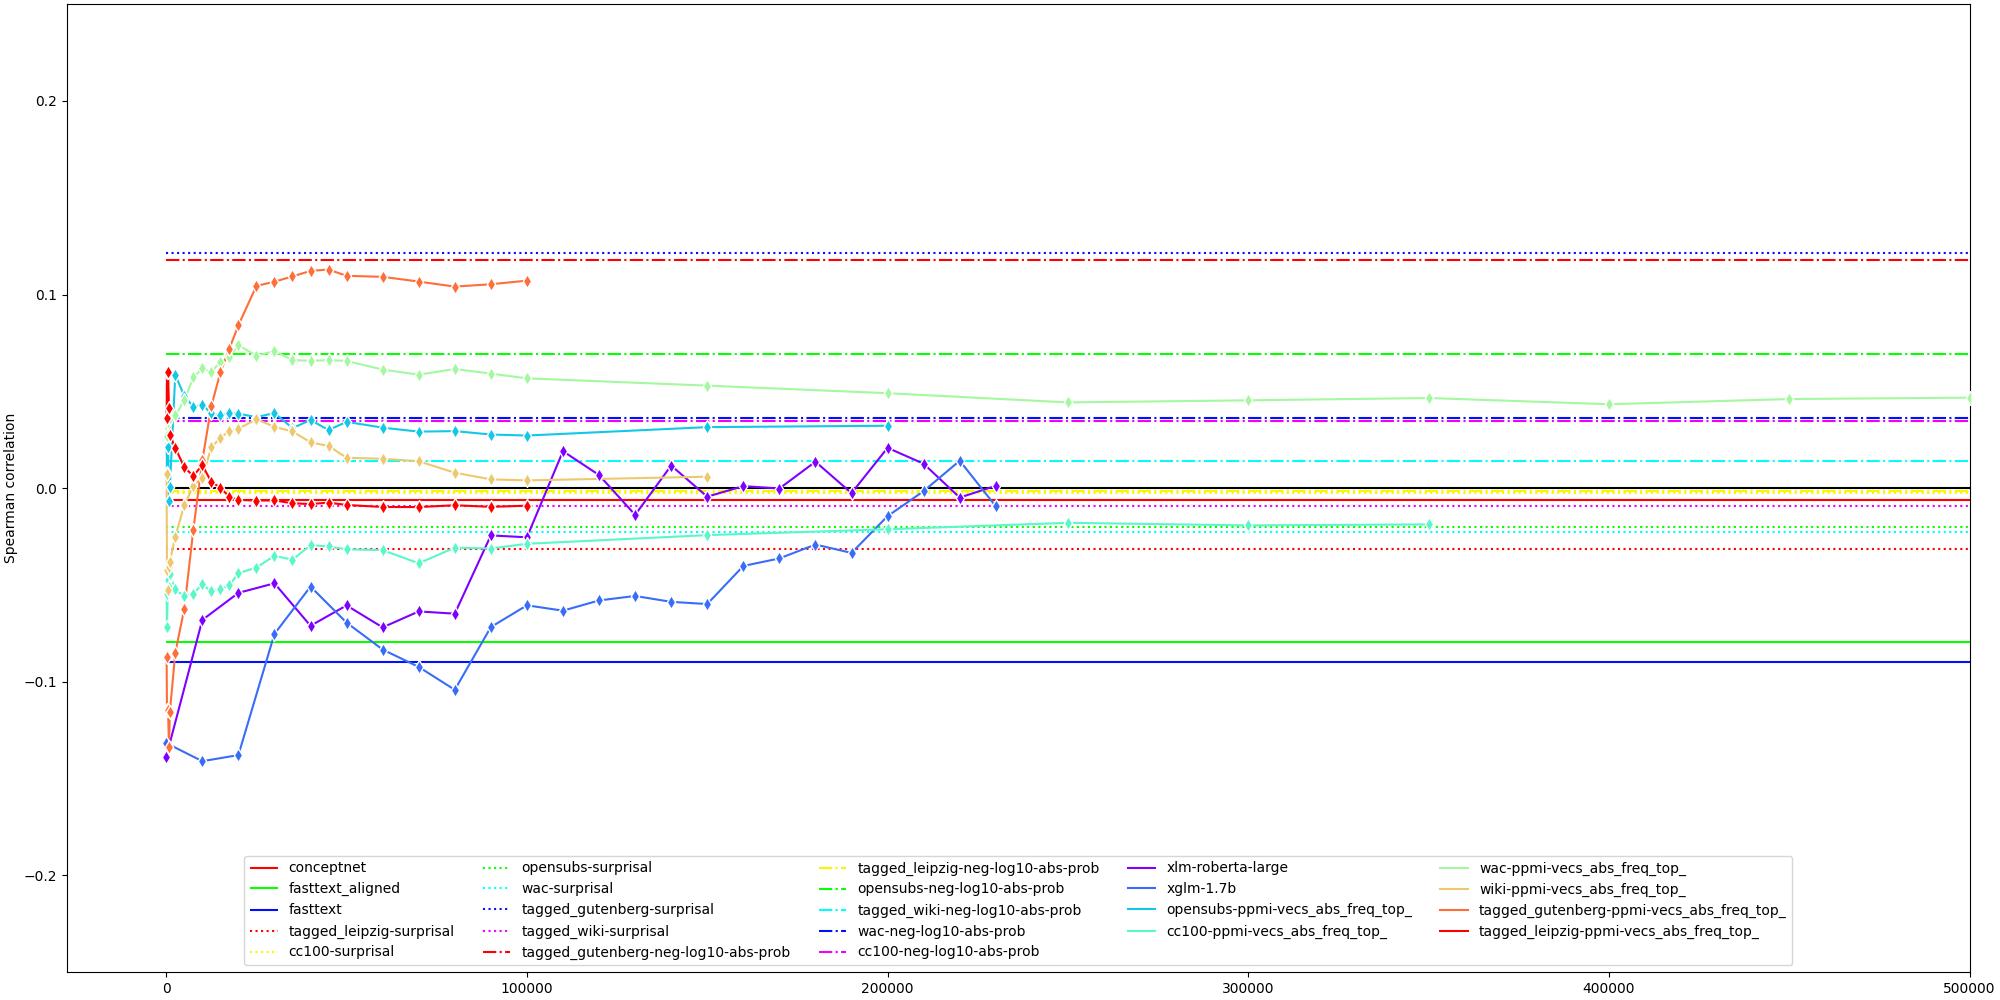 0.2
0.1
0.0
−0.1
−0.2
Spearman correlation
conceptnet
fasttext_aligned
fasttext
tagged_leipzig-surprisal
cc100-surprisal
opensubs-surprisal
wac-surprisal
tagged_gutenberg-surprisal
tagged_wiki-surprisal
tagged_gutenberg-neg-log10-abs-prob
tagged_leipzig-neg-log10-abs-prob
opensubs-neg-log10-abs-prob
tagged_wiki-neg-log10-abs-prob
wac-neg-log10-abs-prob
cc100-neg-log10-abs-prob
xlm-roberta-large
xglm-1.7b
opensubs-ppmi-vecs_abs_freq_top_
cc100-ppmi-vecs_abs_freq_top_
wac-ppmi-vecs_abs_freq_top_
wiki-ppmi-vecs_abs_freq_top_
tagged_gutenberg-ppmi-vecs_abs_freq_top_
tagged_leipzig-ppmi-vecs_abs_freq_top_
0
100000
200000
300000
400000
500000